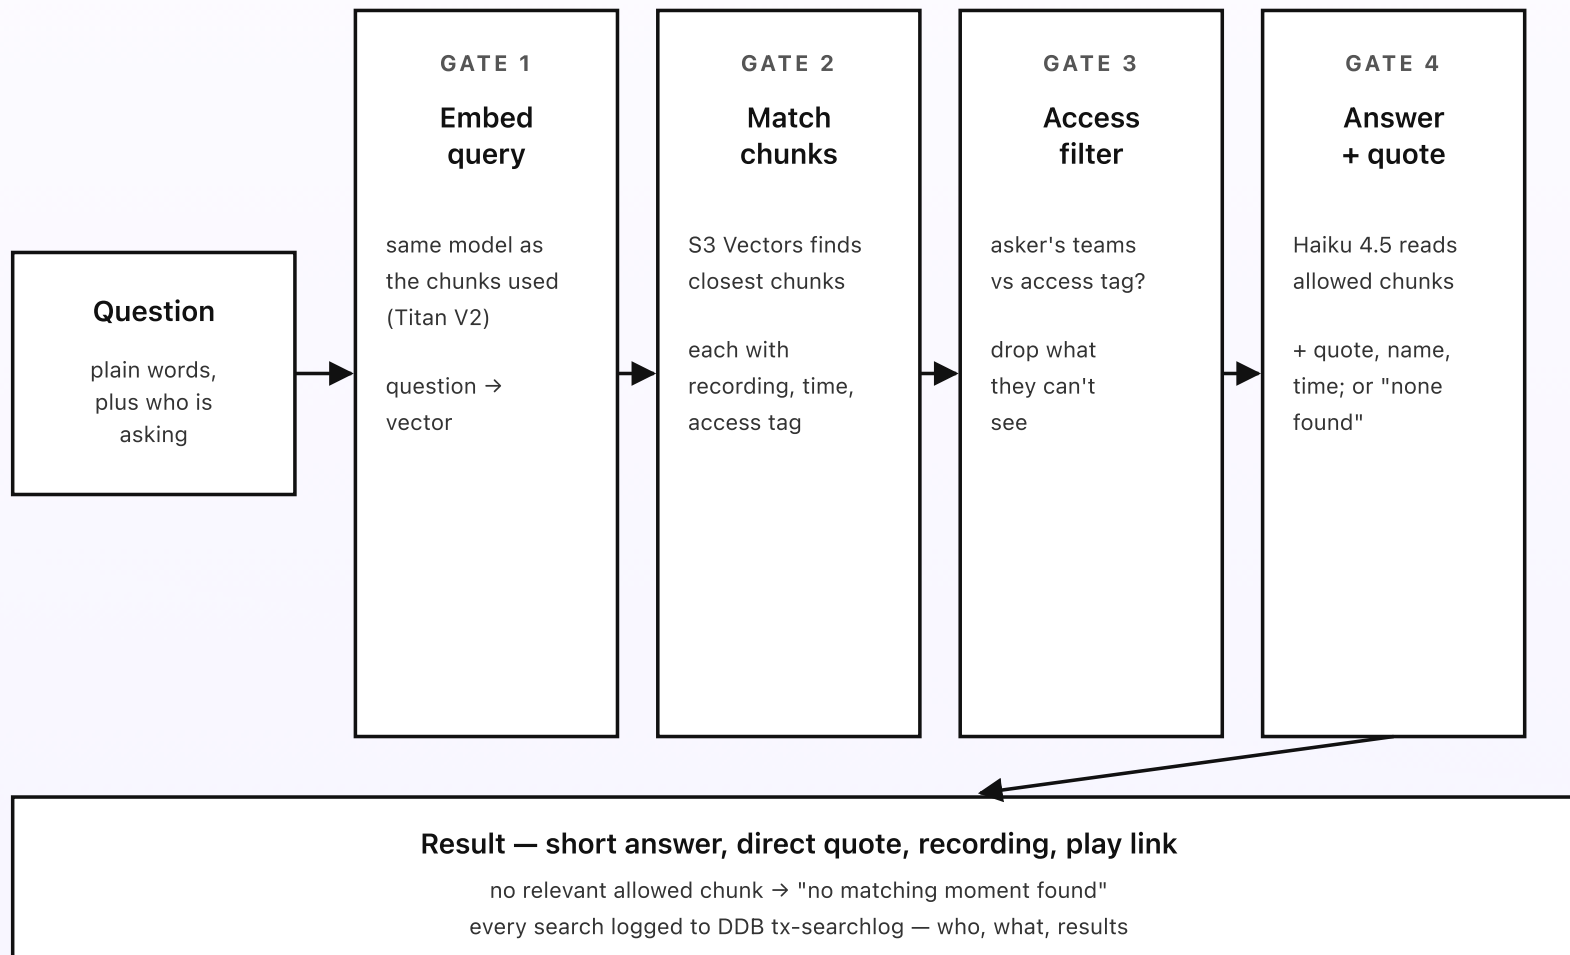 Question
plain words,
plus who is
asking
GATE 1
Embed
query
same model as
the chunks used
(Titan V2)
question →
vector
GATE 2
Match
chunks
S3 Vectors finds
closest chunks
each with
recording, time,
access tag
GATE 3
Access
filter
asker's teams
vs access tag?
drop what
they can't
see
GATE 4
Answer
+ quote
Haiku 4.5 reads
allowed chunks
+ quote, name,
time; or "none
found"
Result — short answer, direct quote, recording, play link
no relevant allowed chunk → "no matching moment found"
every search logged to DDB tx-searchlog — who, what, results